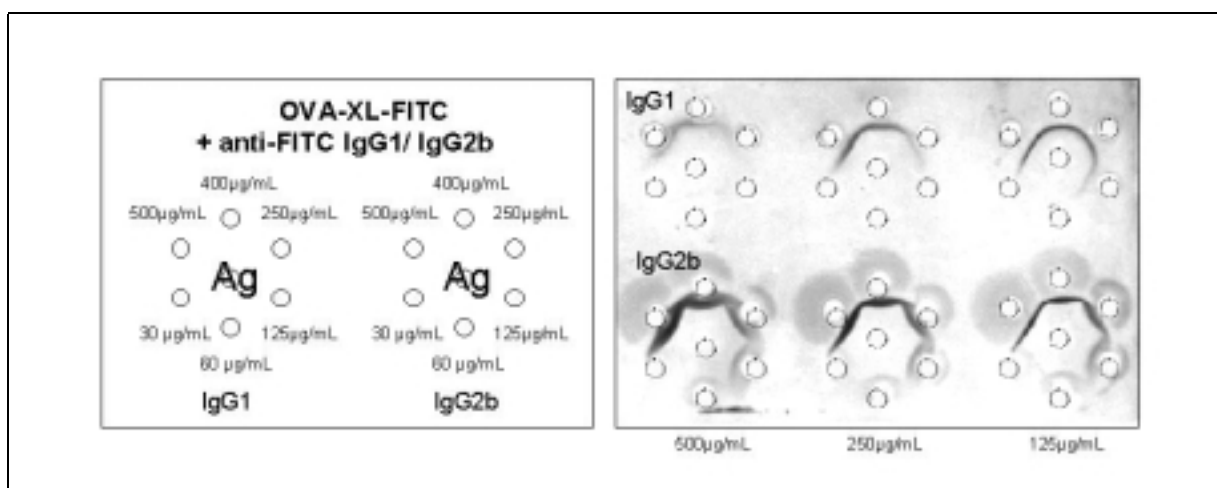 OVA-XL-FITC
+ anti-FITC IgG1/ IgG2b
400µg/mL 400µg/mL
500µg/mL 250µg/mL 500µg/mL 250µg/mL
Ag Ag
30 µg/mL 125µg/mL 30 µg/mL 125µg/mL
60 µg/mL 60 µg/mL
IgG1 IgG2b
IgG1
IgG2b
500µg/mL 250µg/mL 125µg/mL